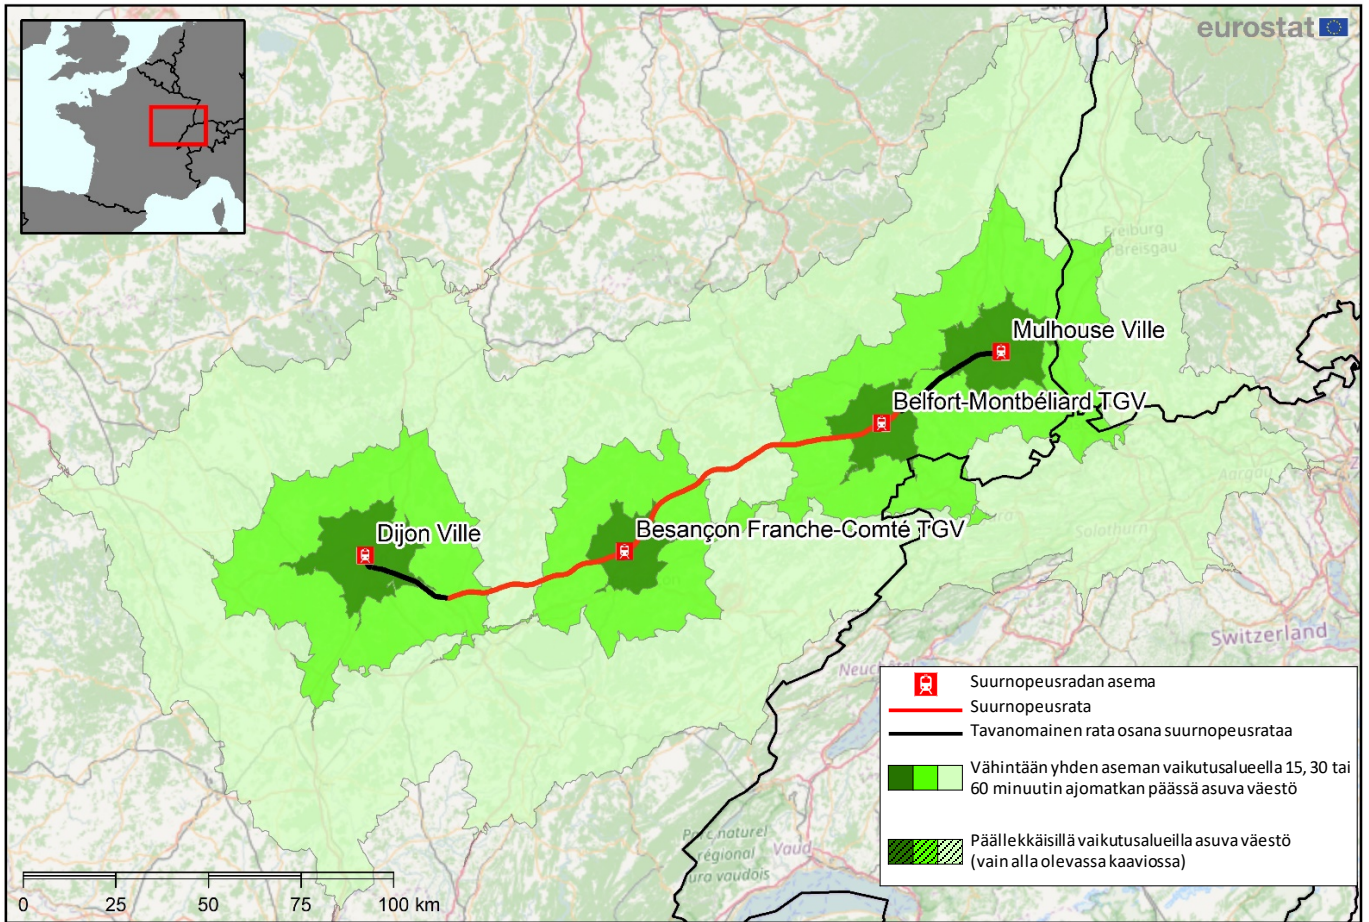 eurostat
Freiburg
Breisgau
Mulhouse Ville
Belfort-Montbéliard TGV
Aargau
Solothurn
Besançon Franche-Comté TGV
Dijon Ville
Switzerland
Suurnopeusradan asema
Suurnopeusrata
Tavanomainen rata osana suurnopeusrataa
Vähintään yhden aseman vaikutusalueella 15, 30 tai
60 minuutin ajomatkan päässä asuva väestö
Päällekkäisillä vaikutusalueilla asuva väestö
(vain alla olevassa kaaviossa)
Parc naturel
régional
Vaud
jura vaudois
0 25 50 75 100 km